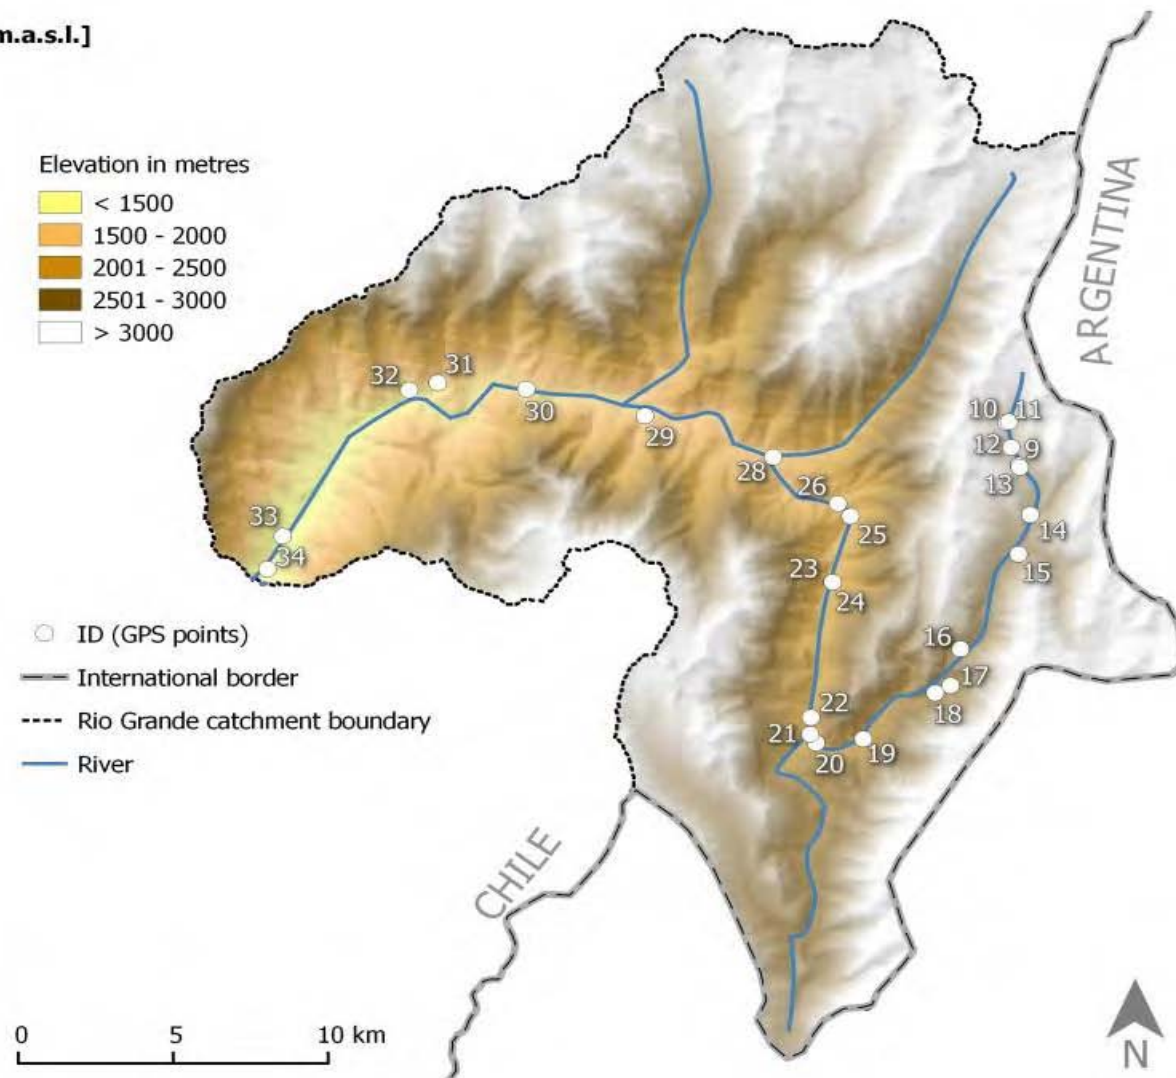 m.a.s.l.]
Elevation in metres
< 1500
1500 - 2000
2001 - 2500
2501 - 3000
> 3000
ARGENTINA
32
31
30
29
28
10
11
12
9
13
14
15
26
25
23
24
33
34
16
17
18
22
21
20
19
ID (GPS points)
International border
Rio Grande catchment boundary
River
CHILE
0 5 10 km
N